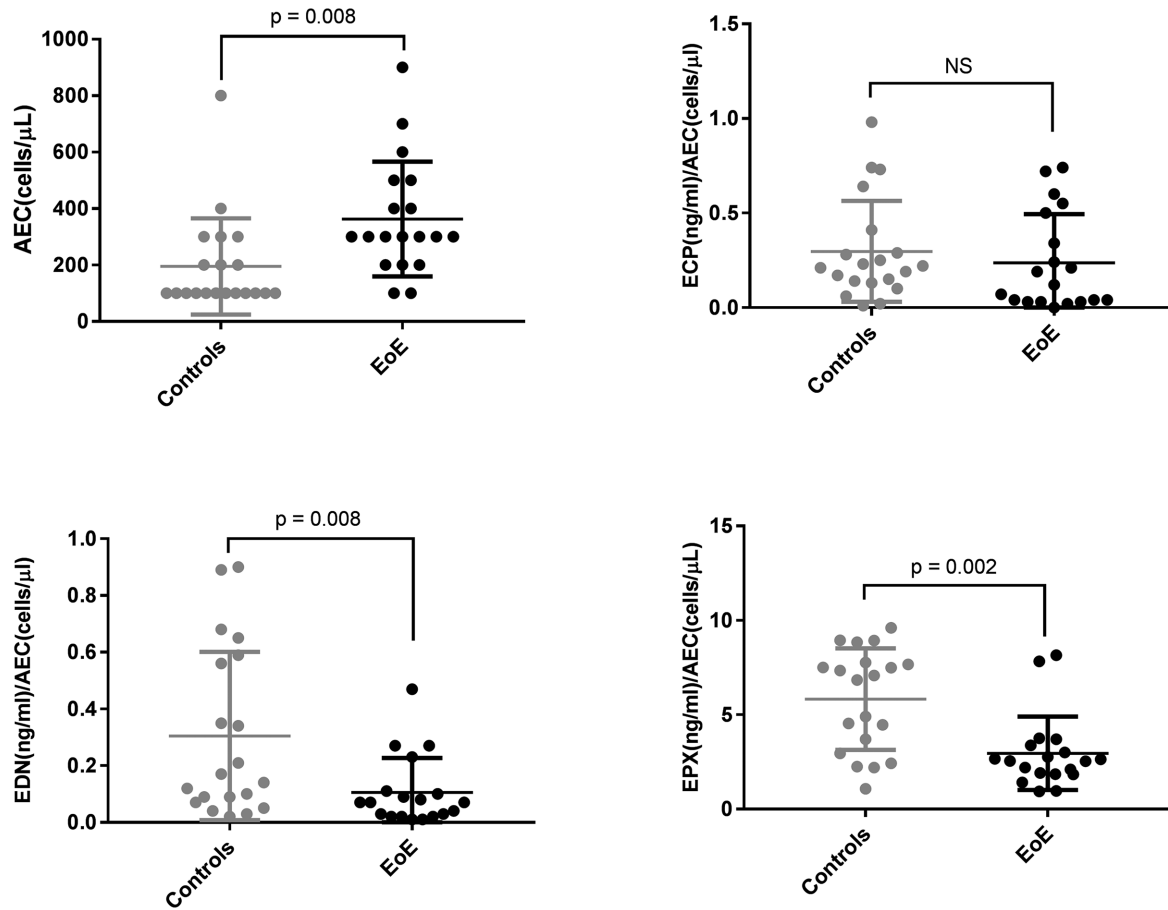 p = 0.008
AEC(cells/μL)
1000
800
600
400
200
0
Controls
EoE
NS
ECP(ng/ml)/AEC(cells/μl)
1.5
1.0
0.5
0.0
Controls
EoE
p = 0.008
EDN(ng/ml)/AEC(cells/μl)
1.0
0.8
0.6
0.4
0.2
0.0
Controls
EoE
p = 0.002
EPX(ng/mL)/AEC(cells/μL)
15
10
5
0
Controls
EoE